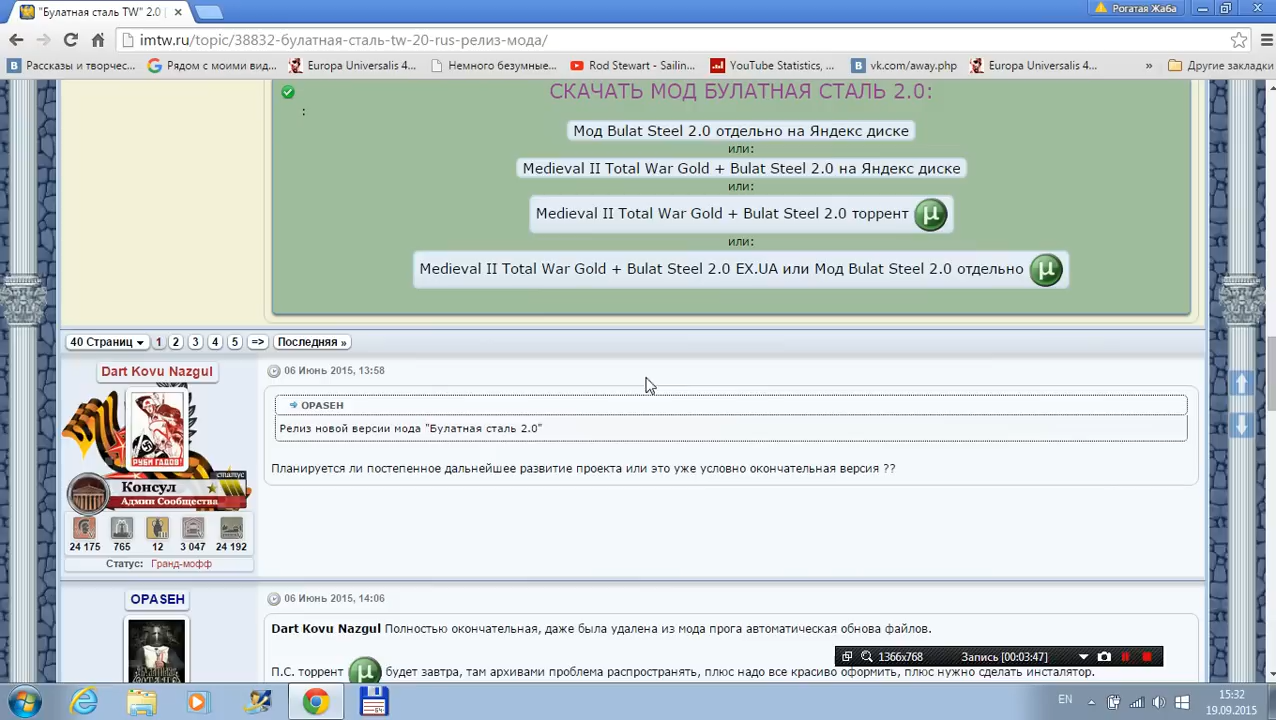 "Булатная сталь TW" 2.0 (
Рогатая Жаба
imtw.ru/topic/38832-булатная-сталь-tw-20-rus-релиз-мода/
Рассказы и творчес...
Рядом с моими вид...
Europa Universalis 4...
Немного безумные...
Rod Stewart - Sailin...
YouTube Statistics, ...
vk.com/away.php
Europa Universalis 4...
»
Другие закладки
СКАЧАТЬ МОД БУЛАТНАЯ СТАЛЬ 2.0:
:
Мод Bulat Steel 2.0 отдельно на Яндекс диске
или:
Medieval II Total War Gold + Bulat Steel 2.0 на Яндекс диске
или:
Medieval II Total War Gold + Bulat Steel 2.0 торрент µ
или:
Medieval II Total War Gold + Bulat Steel 2.0 EX.UA или Мод Bulat Steel 2.0 отдельно µ
40 Страниц 1 2 3 4 5 => Последняя »
Dart Kovu Nazgul
06 Июнь 2015, 13:58
OPASEH
Релиз новой версии мода "Булатная сталь 2.0"
Планируется ли постепенное дальнейшее развитие проекта или это уже условно окончательная версия ??
РУБИ ГАДОВ!
СТАТУС
Консул
Админ Сообщества
24 175 765 12 3 047 24 192
Статус: Гранд-мофф
OPASEH
06 Июнь 2015, 14:06
Dart Kovu Nazgul Полностью окончательная, даже была удалена из мода прога автоматическая обнова файлов.
1366x768 Запись [00:03:47]
П.С. торрент µ будет завтра, там архивами проблема распространять, плюс надо все красиво оформить, плюс нужно сделать инсталятор.
EN
15:32
19.09.2015